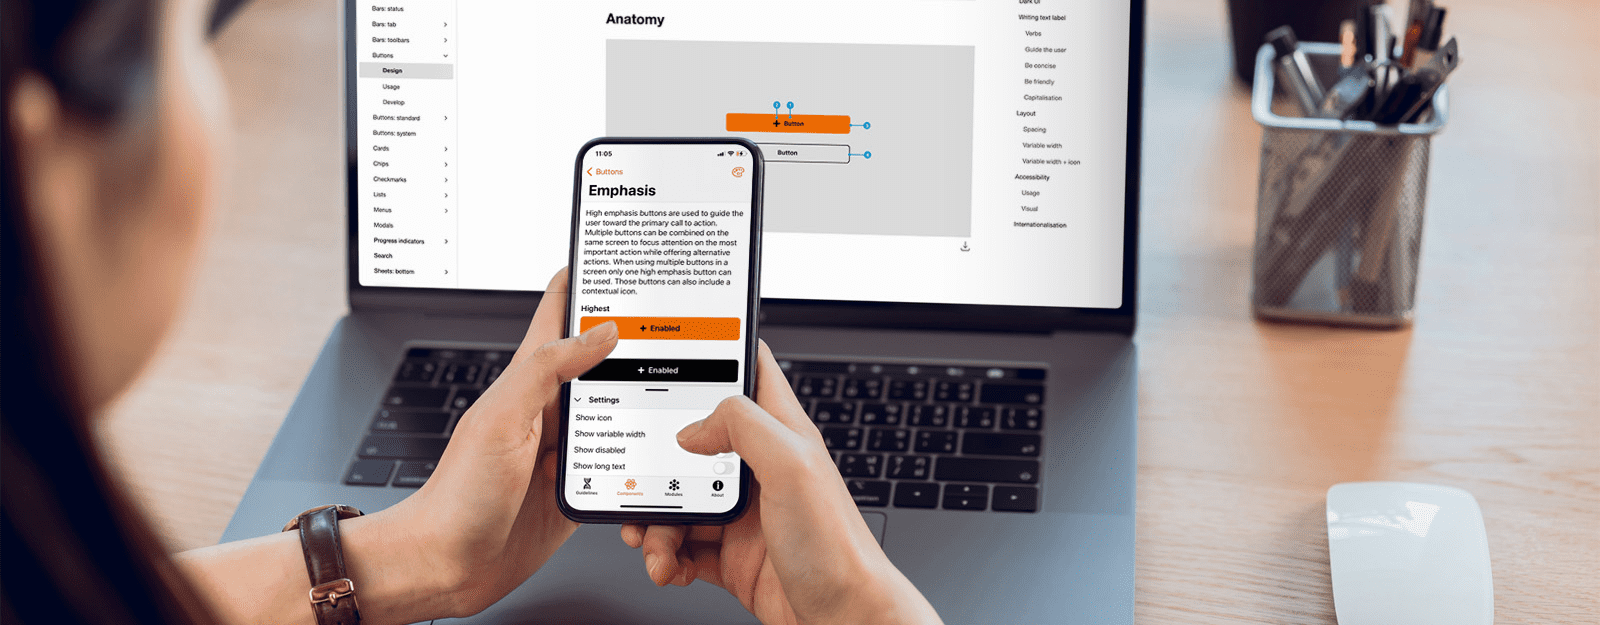 Bars: status
Bars: tab
Bars: toolbars
Buttons
Design
Usage
Develop
Buttons: standard
Buttons: system
Cards
Chips
Checkmarks
Lists
Menus
Modals
Progress indicators
Search
Sheets: bottom
Anatomy
2 1
+ Button
3
Button
4
Dark UI
Writing text label
Verbs
Guide the user
Be concise
Be friendly
Capitalisation
Layout
Spacing
Variable width
Variable width + icon
Accessibility
Usage
Visual
Internationalisation
11:05
Buttons
Emphasis
High emphasis buttons are used to guide the
user toward the primary call to action.
Multiple buttons can be combined on the
same screen to focus attention on the most
important action while offering alternative
actions. When using multiple buttons in a
screen only one high emphasis button can
be used. Those buttons can also include a
contextual icon.
Highest
+ Enabled
+ Enabled
Settings
Show icon
Show variable width
Show disabled
Show long text
Guidelines
Components
Modules
About